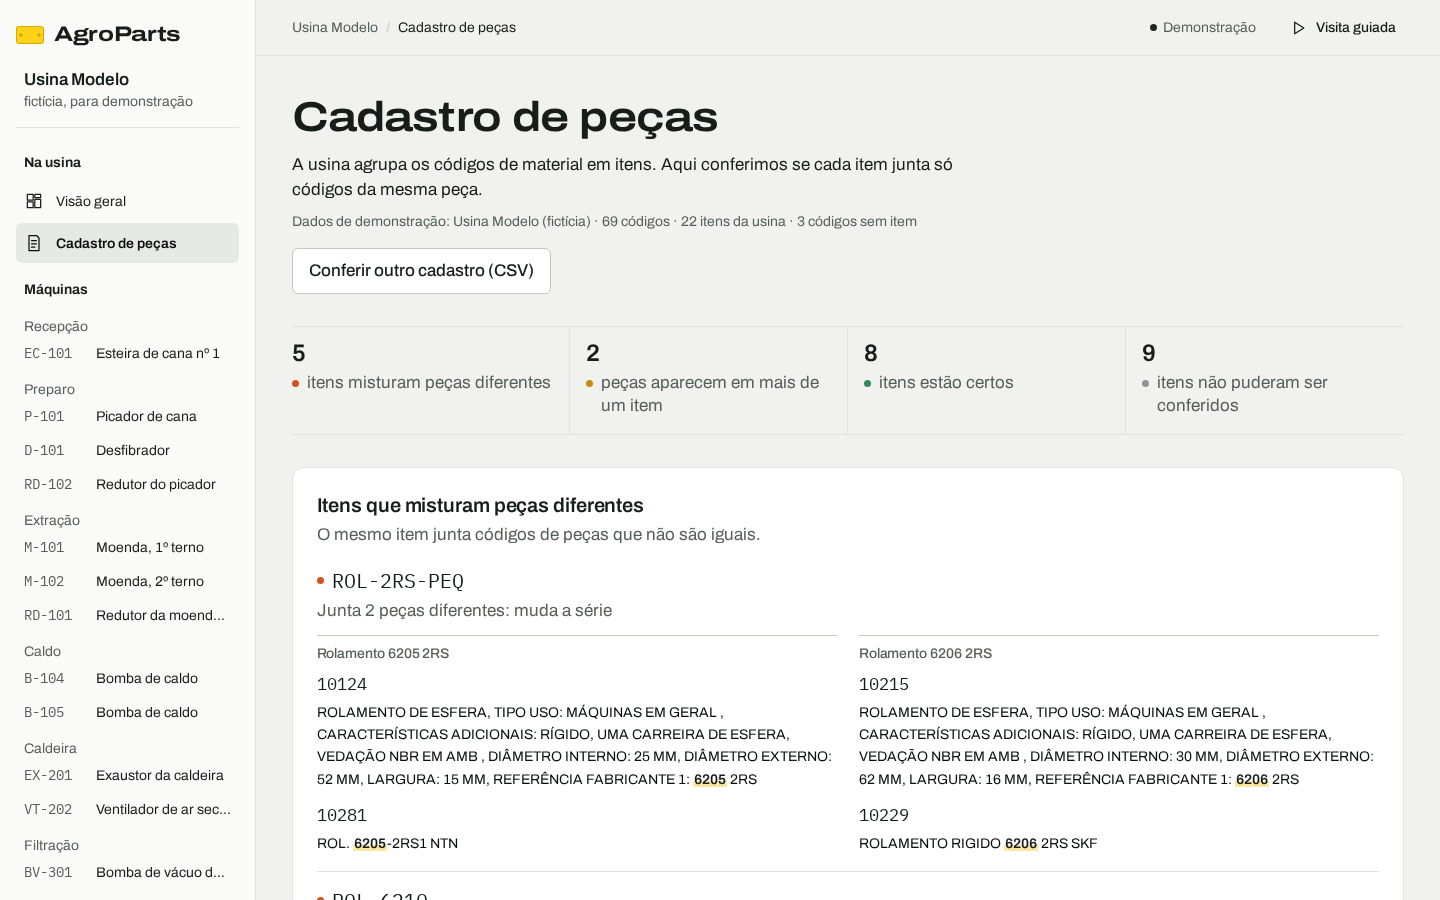 AgroParts
Usina Modelo
fictícia, para demonstração
Na usina
Visão geral
Cadastro de peças
Máquinas
Recepção
EC-101 Esteira de cana nº 1
Preparo
P-101 Picador de cana
D-101 Desfibrador
RD-102 Redutor do picador
Extração
M-101 Moenda, 1º terno
M-102 Moenda, 2º terno
RD-101 Redutor da moend...
Caldo
B-104 Bomba de caldo
B-105 Bomba de caldo
Caldeira
EX-201 Exaustor da caldeira
VT-202 Ventilador de ar sec...
Filtração
BV-301 Bomba de vácuo d...
Usina Modelo / Cadastro de peças
Demonstração
Visita guiada
Cadastro de peças
A usina agrupa os códigos de material em itens. Aqui conferimos se cada item junta só
códigos da mesma peça.
Dados de demonstração: Usina Modelo (fictícia) · 69 códigos · 22 itens da usina · 3 códigos sem item
Conferir outro cadastro (CSV)
5
itens misturam peças diferentes
2
peças aparecem em mais de
um item
8
itens estão certos
9
itens não puderam ser
conferidos
Itens que misturam peças diferentes
O mesmo item junta códigos de peças que não são iguais.
ROL-2RS-PEQ
Junta 2 peças diferentes: muda a série
Rolamento 6205 2RS
10124
ROLAMENTO DE ESFERA, TIPO USO: MÁQUINAS EM GERAL ,
CARACTERÍSTICAS ADICIONAIS: RÍGIDO, UMA CARREIRA DE ESFERA,
VEDAÇÃO NBR EM AMB , DIÂMETRO INTERNO: 25 MM, DIÂMETRO EXTERNO:
52 MM, LARGURA: 15 MM, REFERÊNCIA FABRICANTE 1: 6205 2RS
10281
ROL. 6205-2RS1 NTN
Rolamento 6206 2RS
10215
ROLAMENTO DE ESFERA, TIPO USO: MÁQUINAS EM GERAL ,
CARACTERÍSTICAS ADICIONAIS: RÍGIDO, UMA CARREIRA DE ESFERA,
VEDAÇÃO NBR EM AMB , DIÂMETRO INTERNO: 30 MM, DIÂMETRO EXTERNO:
62 MM, LARGURA: 16 MM, REFERÊNCIA FABRICANTE 1: 6206 2RS
10229
ROLAMENTO RIGIDO 6206 2RS SKF